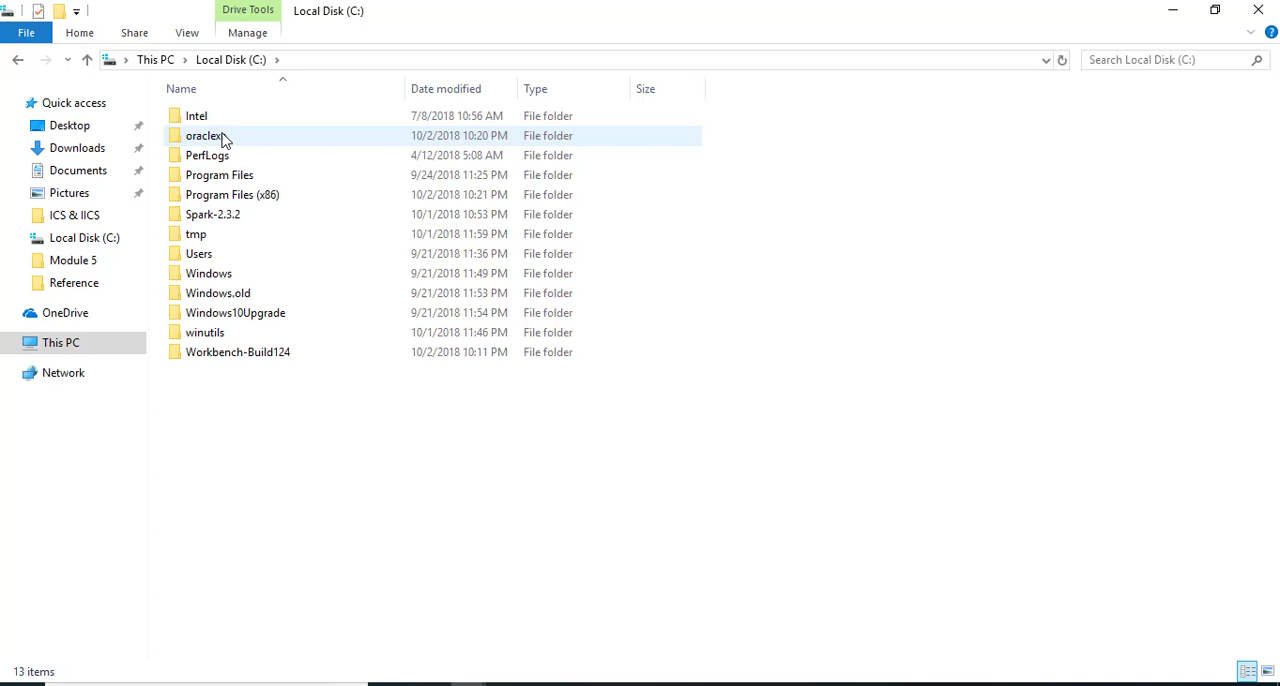 Drive Tools Local Disk (C:)
File Home Share View Manage
This PC Local Disk (C:) Search Local Disk (C:)
Name Date modified Type Size
Quick access
Desktop
Downloads
Documents
Pictures
ICS & IICS
Local Disk (C:)
Module 5
Reference
OneDrive
This PC
Network
Intel 7/8/2018 10:56 AM File folder
oraclex 10/2/2018 10:20 PM File folder
PerfLogs 4/12/2018 5:08 AM File folder
Program Files 9/24/2018 11:25 PM File folder
Program Files (x86) 10/2/2018 10:21 PM File folder
Spark-2.3.2 10/1/2018 10:53 PM File folder
tmp 10/1/2018 11:59 PM File folder
Users 9/21/2018 11:36 PM File folder
Windows 9/21/2018 11:49 PM File folder
Windows.old 9/21/2018 11:53 PM File folder
Windows10Upgrade 9/21/2018 11:54 PM File folder
winutils 10/1/2018 11:46 PM File folder
Workbench-Build124 10/2/2018 10:11 PM File folder
13 items